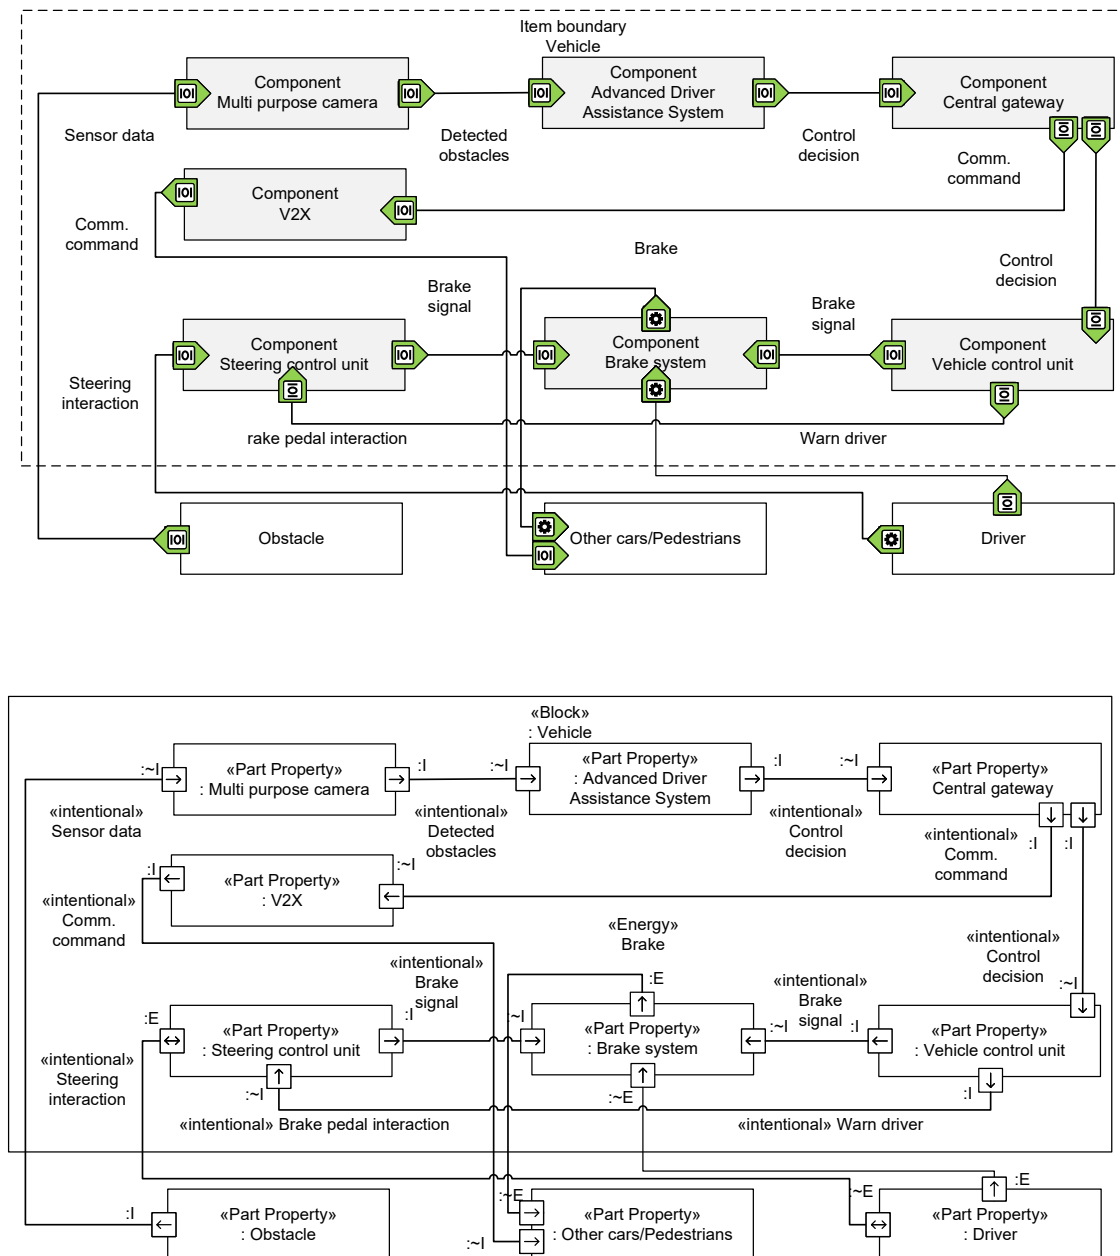 Item boundary
Vehicle
Component
Multi purpose camera
Component
Advanced Driver
Assistance System
Component
Central gateway
Sensor data
Detected
obstacles
Control
decision
Comm.
command
Component
V2X
Comm.
command
Brake
Control
decision
Brake
signal
Brake
signal
Component
Steering control unit
Component
Brake system
Component
Vehicle control unit
Steering
interaction
rake pedal interaction
Warn driver
Obstacle
Other cars/Pedestrians
Driver
«Block»
: Vehicle
:~I
«Part Property»
: Multi purpose camera
:I
:~I
«Part Property»
: Advanced Driver
Assistance System
:I
:~I
«Part Property»
Central gateway
«intentional»
Sensor data
«intentional»
Detected
obstacles
«intentional»
Control
decision
«intentional»
Comm.
command
:I
:I
:I
«Part Property»
: V2X
:~I
«intentional»
Comm.
command
«Energy»
Brake
«intentional»
Control
decision
«intentional»
Brake
signal
:E
«intentional»
Brake
signal
:~I
:E
«Part Property»
: Steering control unit
:I
:~I
«Part Property»
: Brake system
:~I
:I
«Part Property»
: Vehicle control unit
«intentional»
Steering
interaction
:~I
:~E
:I
«intentional» Brake pedal interaction
«intentional» Warn driver
:I
«Part Property»
: Obstacle
:~E
:~I
«Part Property»
: Other cars/Pedestrians
:~E
:E
«Part Property»
: Driver